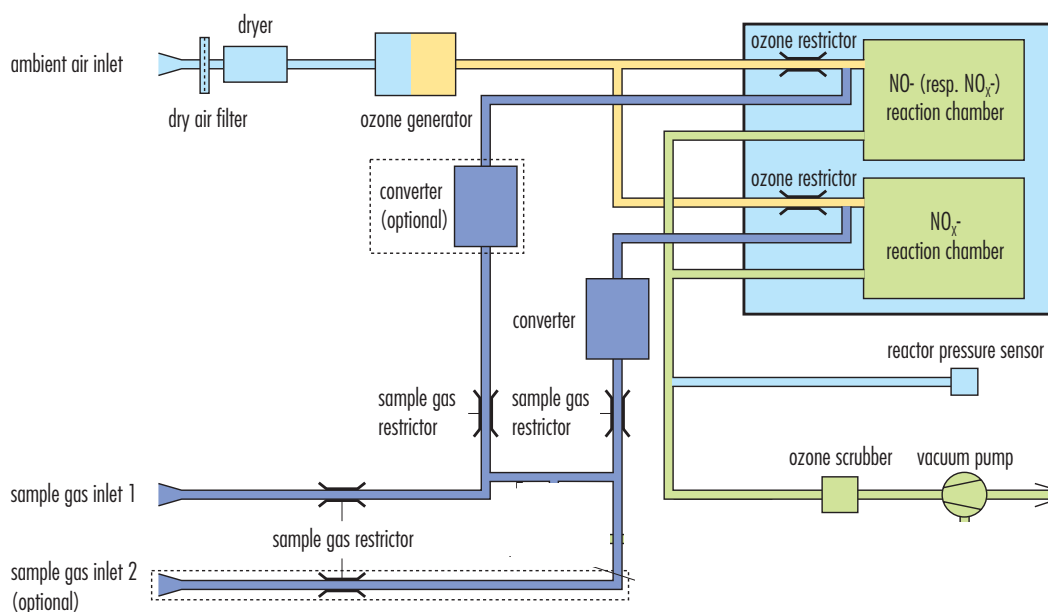 dryer
ambient air inlet
dry air filter
ozone generator
ozone restrictor
NO- (resp. NOₓ-)
reaction chamber
converter
(optional)
ozone restrictor
NOₓ-
reaction chamber
converter
reactor pressure sensor
sample gas
restrictor
sample gas
restrictor
ozone scrubber
vacuum pump
sample gas inlet 1
sample gas restrictor
sample gas inlet 2
(optional)